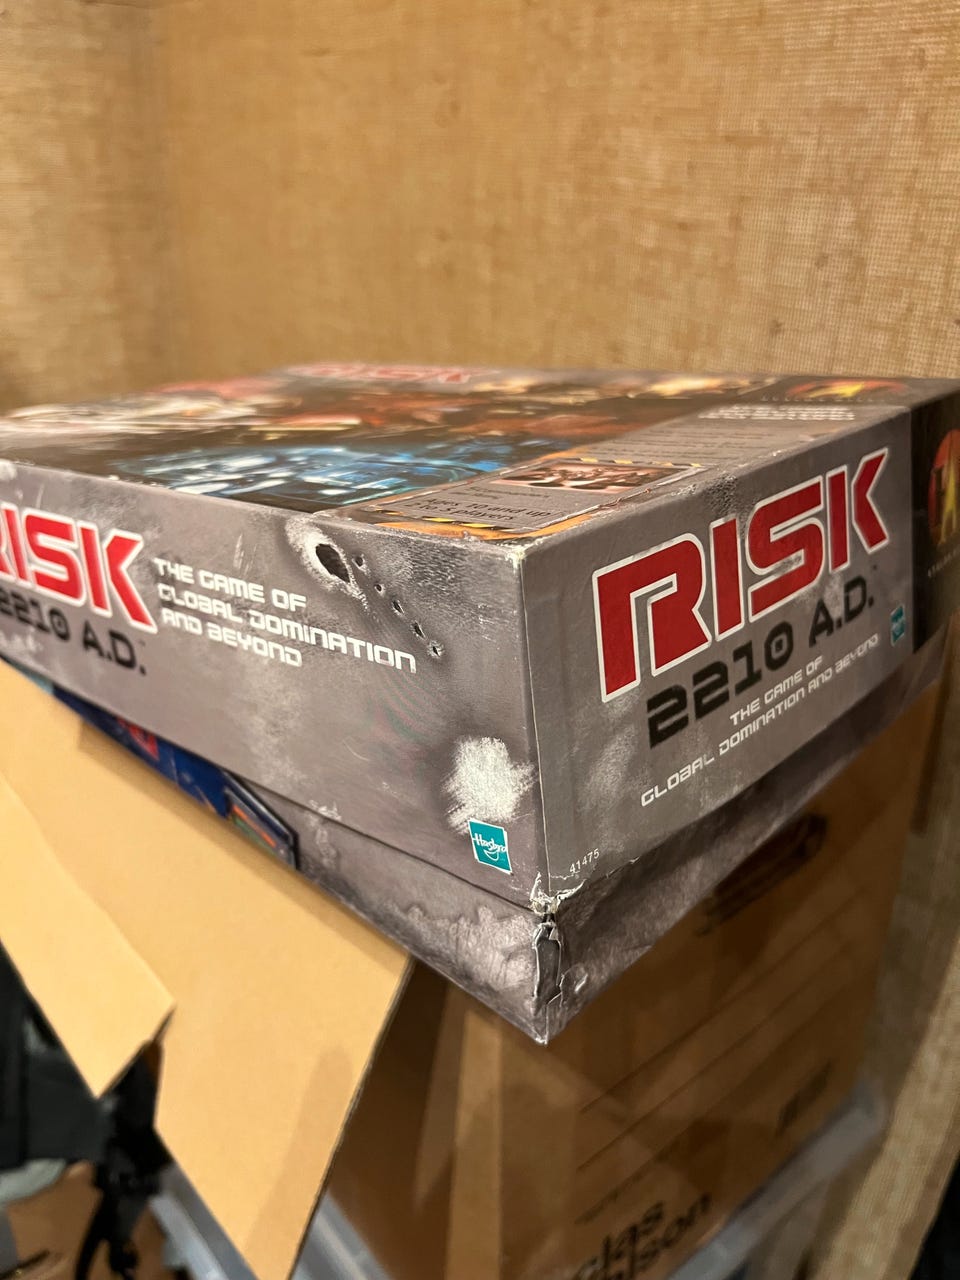 RISK
2210 A.D.
THE GAME OF
GLOBAL DOMINATION
AND BEYOND
Hasbro
RISK
2210 A.D.
THE GAME OF
GLOBAL DOMINATION AND BEYOND
41475